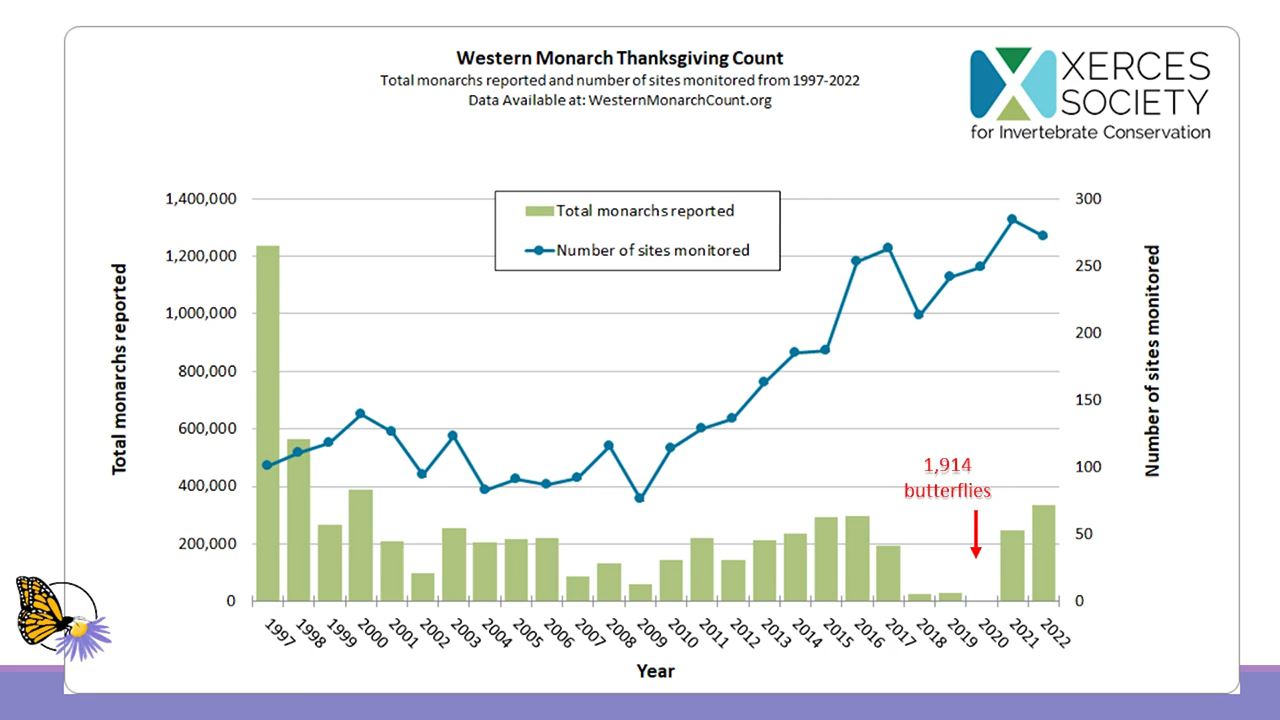 Western Monarch Thanksgiving Count
Total monarchs reported and number of sites monitored from 1997-2022
Data Available at: WesternMonarchCount.org
XERCES
SOCIETY
for Invertebrate Conservation
1,400,000
1,200,000
1,000,000
800,000
600,000
400,000
200,000
0
Total monarchs reported
Total monarchs reported
Number of sites monitored
1,914
butterflies
300
250
200
150
100
50
0
Number of sites monitored
1997 1998 1999 2000 2001 2002 2003 2004 2005 2006 2007 2008 2009 2010 2011 2012 2013 2014 2015 2016 2017 2018 2019 2020 2021 2022
Year